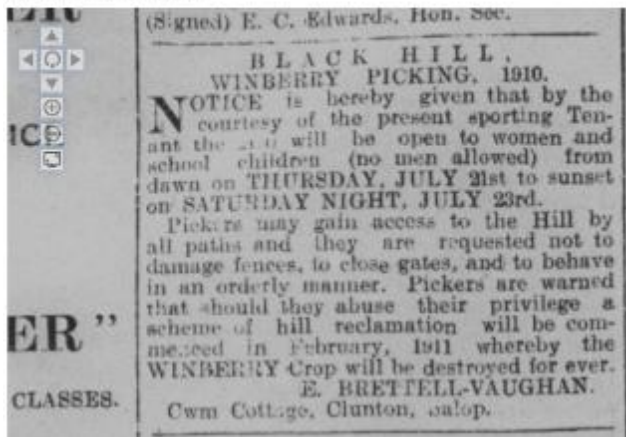 (Signed) E. C. Edwards, Hon. Sec.
BLACK HILL,
WINBERRY PICKING, 1910.
NOTICE is hereby given that by the
courtesy of the present sporting Ten-
ant the will be open to women and
school children (no men allowed) from
dawn on THURSDAY, JULY 21st to sunset
on SATURDAY NIGHT, JULY 23rd.
Pickers may gain access to the Hill by
all paths and they are requested not to
damage fences, to close gates, and to behave
in an orderly manner. Pickers are warned
that should they abuse their privilege a
scheme of hill reclamation will be com-
menced in February, 1911 whereby the
WINBERRY Crop will be destroyed for ever.
E. BRETTELL-VAUGHAN.
Cwm Cottage, Clunton, Salop.
ER"
CLASSES.